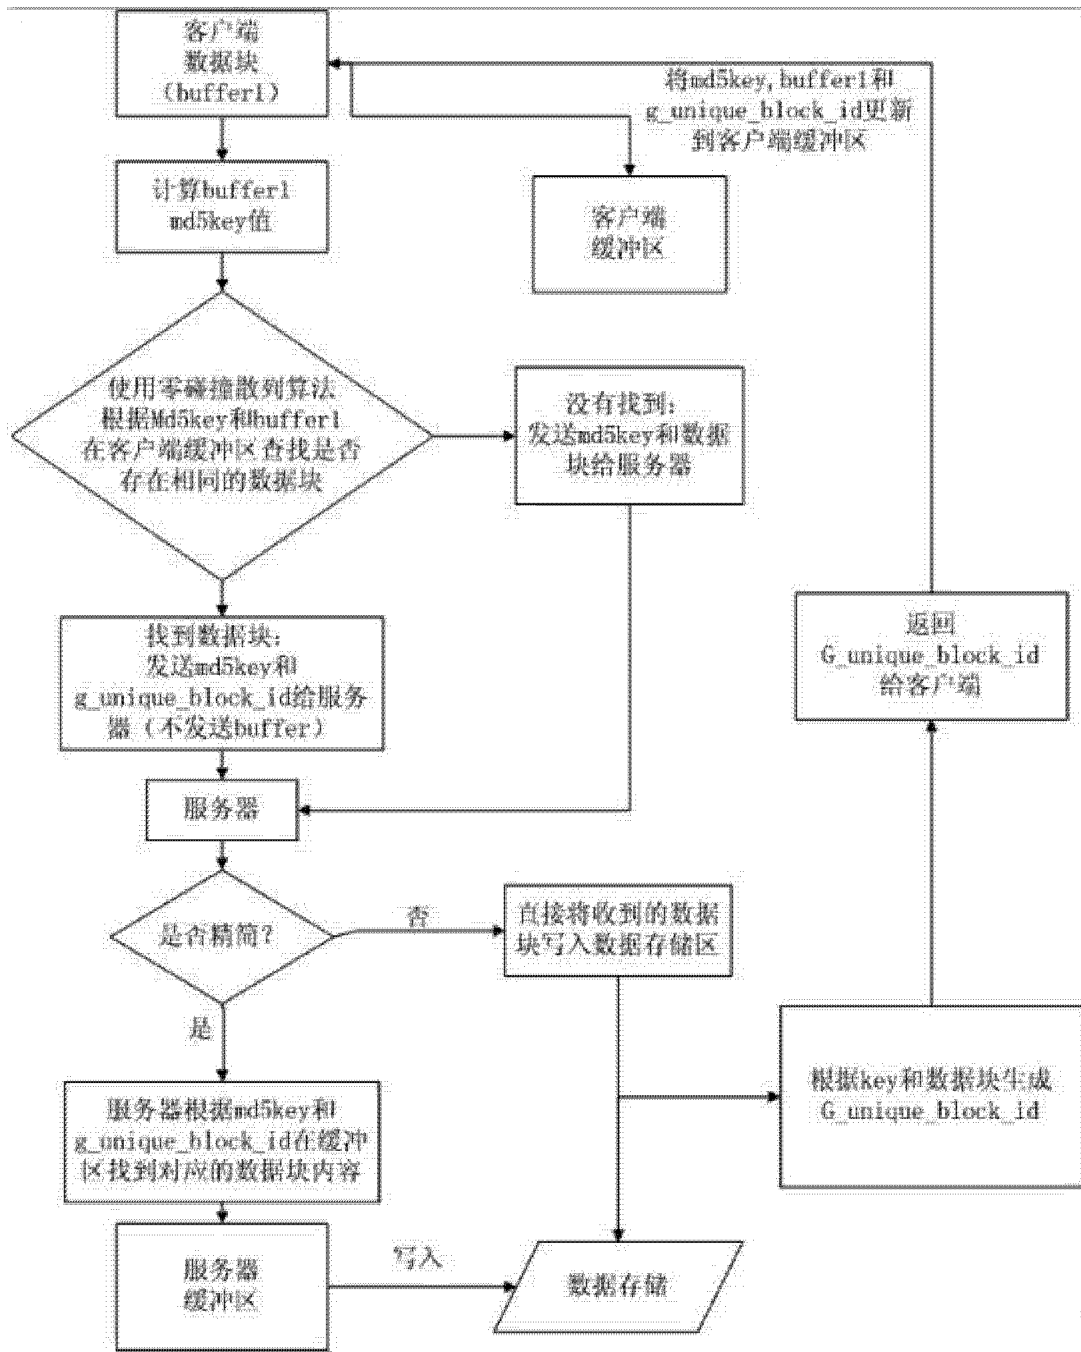 客户端
数据块
（buffer1）
将md5key,buffer1和
g_unique_block_id更新
到客户端缓冲区
计算buffer1
md5key值
客户端
缓冲区
使用零碰撞散列算法
根据Md5key和buffer1
在客户端缓冲区查找是否
存在相同的数据块
没有找到：
发送md5key和数据
块给服务器
找到数据块：
发送md5key和
g_unique_block_id给服务
器（不发送buffer）
返回
G_unique_block_id
给客户端
服务器
是否精简？
否
直接将收到的数据
块写入数据存储区
是
根据key和数据块生成
G_unique_block_id
服务器根据md5key和
g_unique_block_id在缓冲
区找到对应的数据块内容
服务器
缓冲区
写入
数据存储